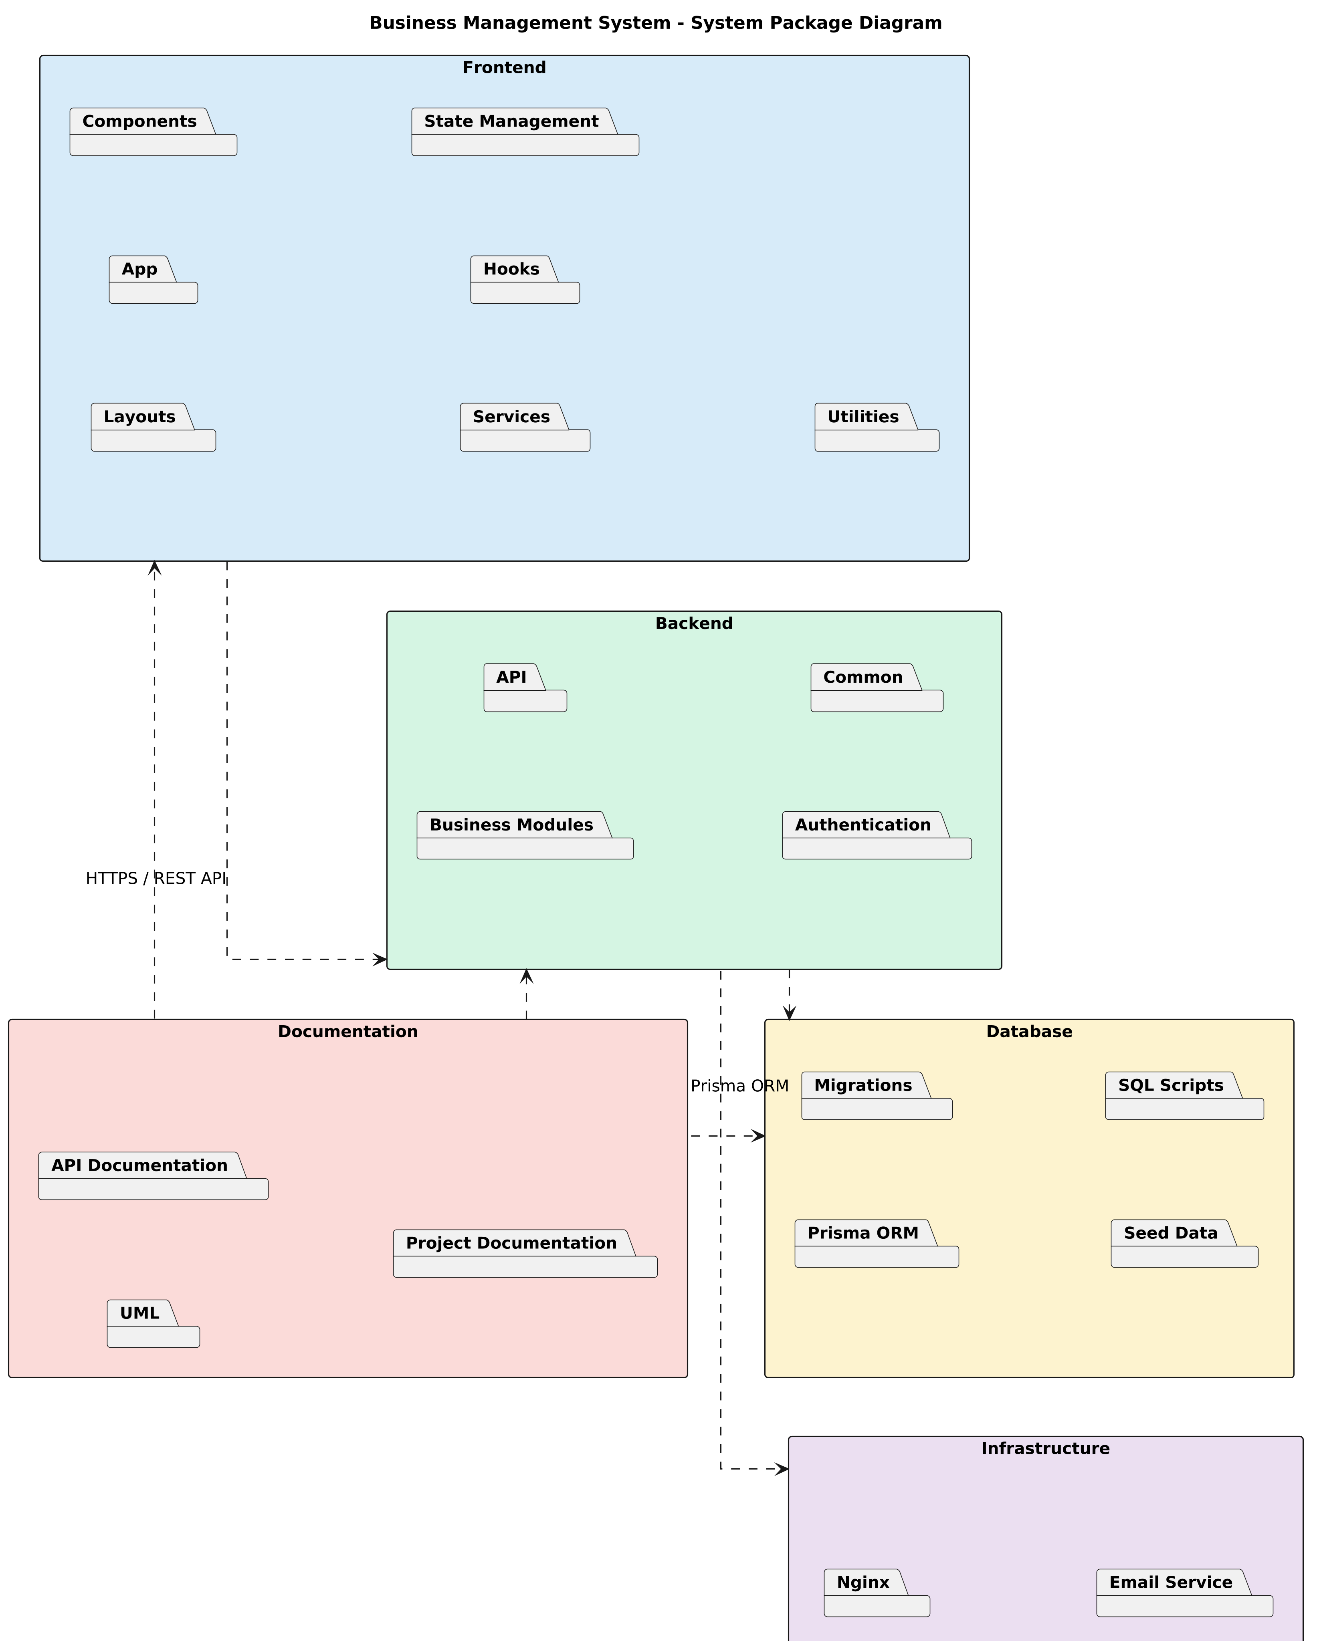 Business Management System - System Package Diagram
Frontend
Components
State Management
App
Hooks
Layouts
Services
Utilities
Backend
API
Common
Business Modules
Authentication
HTTPS / REST API
Documentation
API Documentation
Project Documentation
UML
Prisma ORM
Database
Migrations
SQL Scripts
Prisma ORM
Seed Data
Infrastructure
Nginx
Email Service